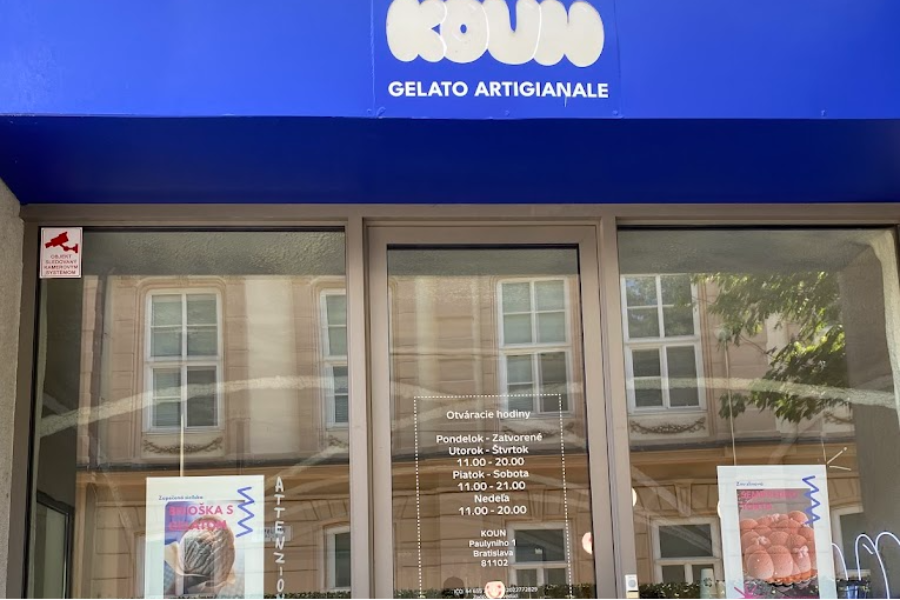 KOUN
GELATO ARTIGIANALE
OBJEKT
SLEDOVANÝ
KAMEROVÝM
SYSTÉMOM
Otváracie hodiny
Pondelok - Zatvorené
Utorok - Štvrtok
11.00 - 20.00
Piatok - Sobota
11.00 - 21.00
Nedeľa
11.00 - 20.00
KOUN
Paulínyho 1
Bratislava
81102
BRIOŠKA S
ATTENZIO